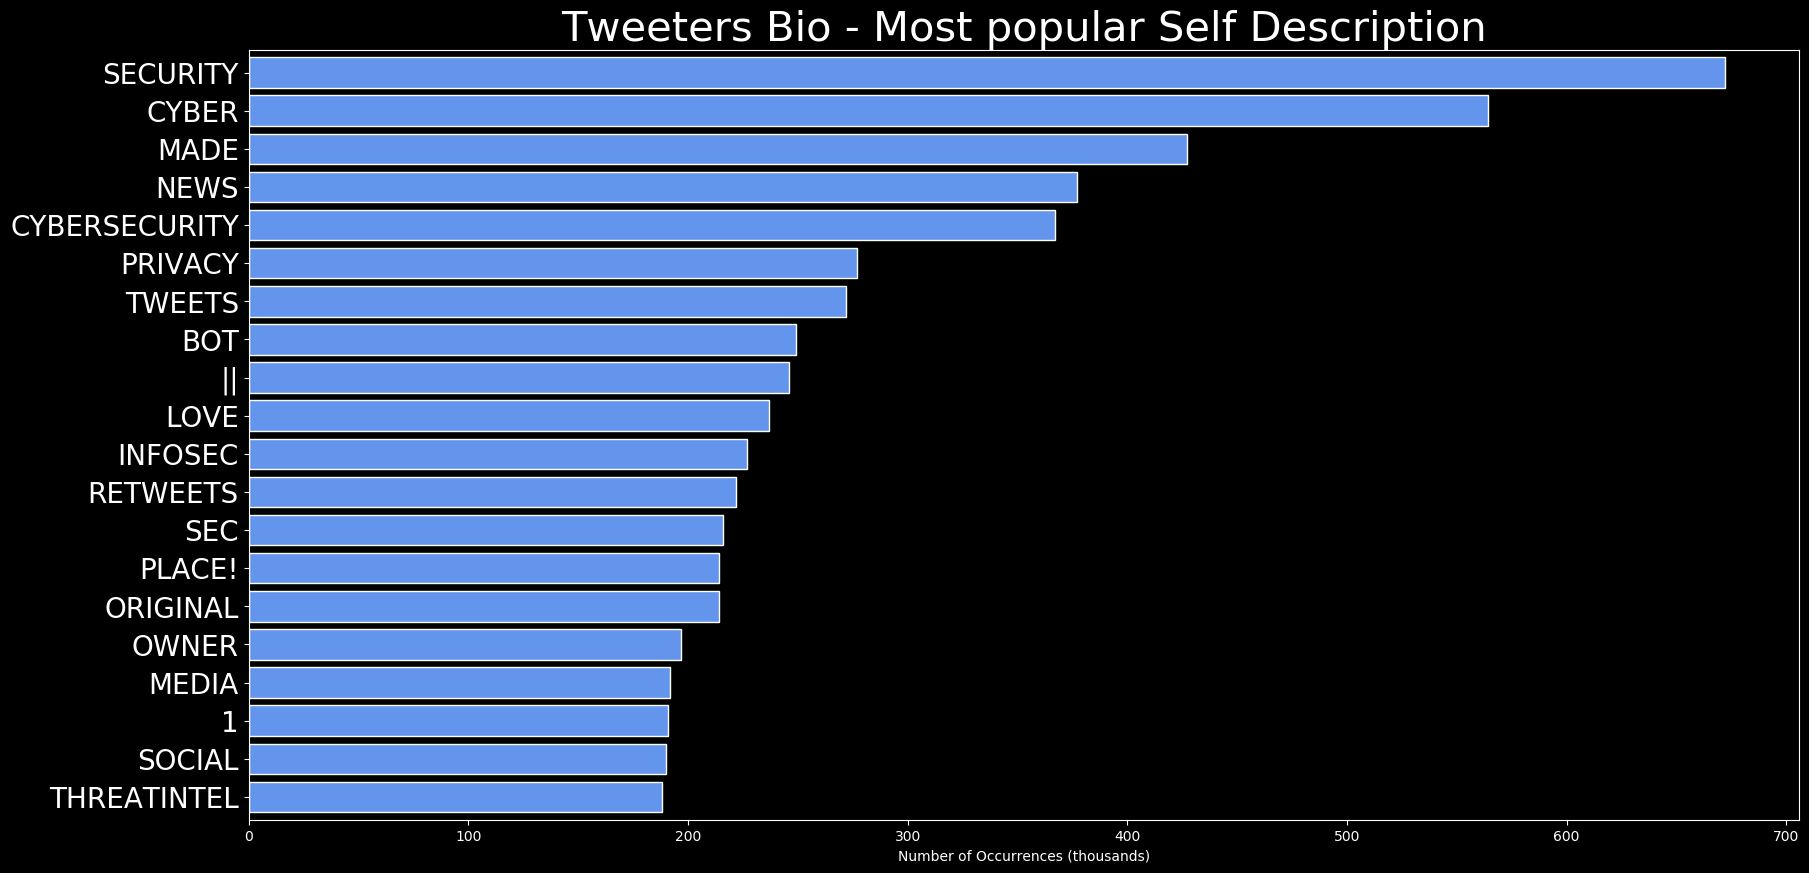 Tweeters Bio - Most popular Self Description
SECURITY
CYBER
MADE
NEWS
CYBERSECURITY
PRIVACY
TWEETS
BOT
||
LOVE
INFOSEC
RETWEETS
SEC
PLACE!
ORIGINAL
OWNER
MEDIA
1
SOCIAL
THREATINTEL
0 100 200 300 400 500 600 700
Number of Occurrences (thousands)